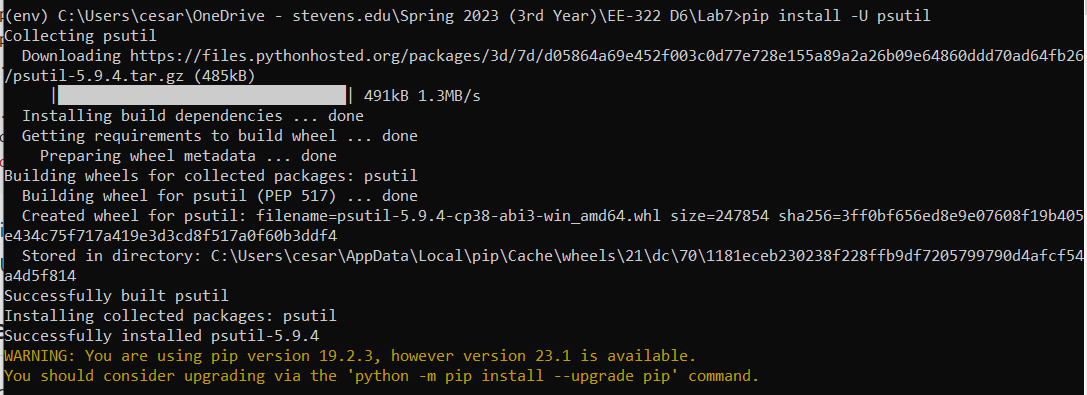 (env) C:\Users\cesar\OneDrive - stevens.edu\Spring 2023 (3rd Year)\EE-322 D6\Lab7>pip install -U psutil
Collecting psutil
  Downloading https://files.pythonhosted.org/packages/3d/7d/d05864a69e452f003c0d77e728e155a89a2a26b09e64860ddd70ad64fb26
/psutil-5.9.4.tar.gz (485kB)
     |████████████████████████████████| 491kB 1.3MB/s
  Installing build dependencies ... done
  Getting requirements to build wheel ... done
    Preparing wheel metadata ... done
Building wheels for collected packages: psutil
  Building wheel for psutil (PEP 517) ... done
  Created wheel for psutil: filename=psutil-5.9.4-cp38-abi3-win_amd64.whl size=247854 sha256=3ff0bf656ed8e9e07608f19b405
e434c75f717a419e3d3cd8f517a0f60b3ddf4
  Stored in directory: C:\Users\cesar\AppData\Local\pip\Cache\wheels\21\dc\70\1181eceb230238f228ffb9df7205799790d4afcf54
a4d5f814
Successfully built psutil
Installing collected packages: psutil
Successfully installed psutil-5.9.4
WARNING: You are using pip version 19.2.3, however version 23.1 is available.
You should consider upgrading via the 'python -m pip install --upgrade pip' command.